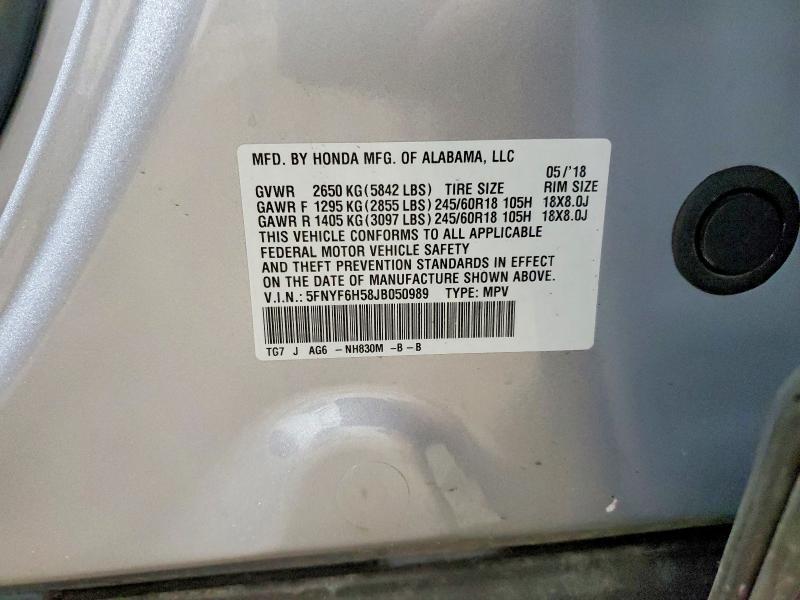 MFD. BY HONDA MFG. OF ALABAMA, LLC
05/'18
GVWR 2650 KG (5842 LBS) TIRE SIZE RIM SIZE
GAWR F 1295 KG (2855 LBS) 245/60R18 105H 18X8.0J
GAWR R 1405 KG (3097 LBS) 245/60R18 105H 18X8.0J
THIS VEHICLE CONFORMS TO ALL APPLICABLE
FEDERAL MOTOR VEHICLE SAFETY
AND THEFT PREVENTION STANDARDS IN EFFECT
ON THE DATE OF MANUFACTURE SHOWN ABOVE.
V.I.N.: 5FNYF6H58JB050989 TYPE: MPV
TG7 J AG6 - NH830M - B - B